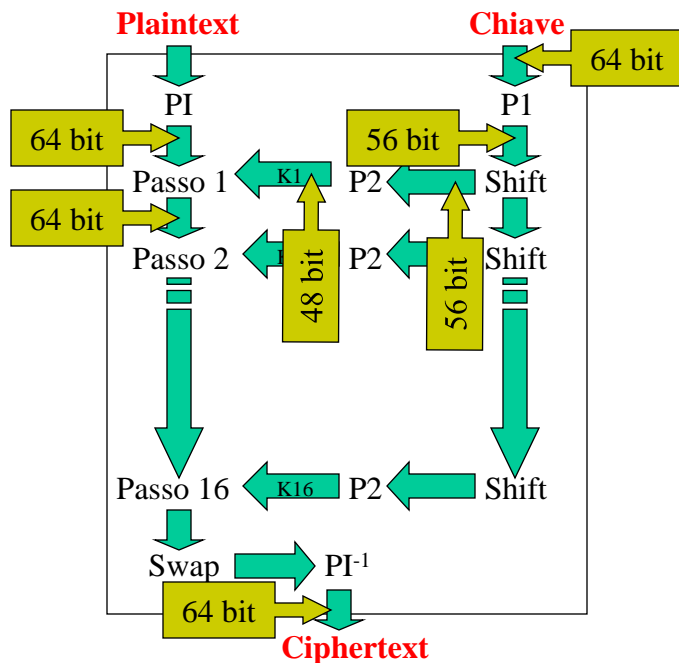 Plaintext
Chiave
64 bit
PI
P1
64 bit
56 bit
Passo 1
K1
P2
Shift
64 bit
Passo 2
P2
Shift
48 bit
56 bit
Passo 16
K16
P2
Shift
Swap
PI-1
64 bit
Ciphertext